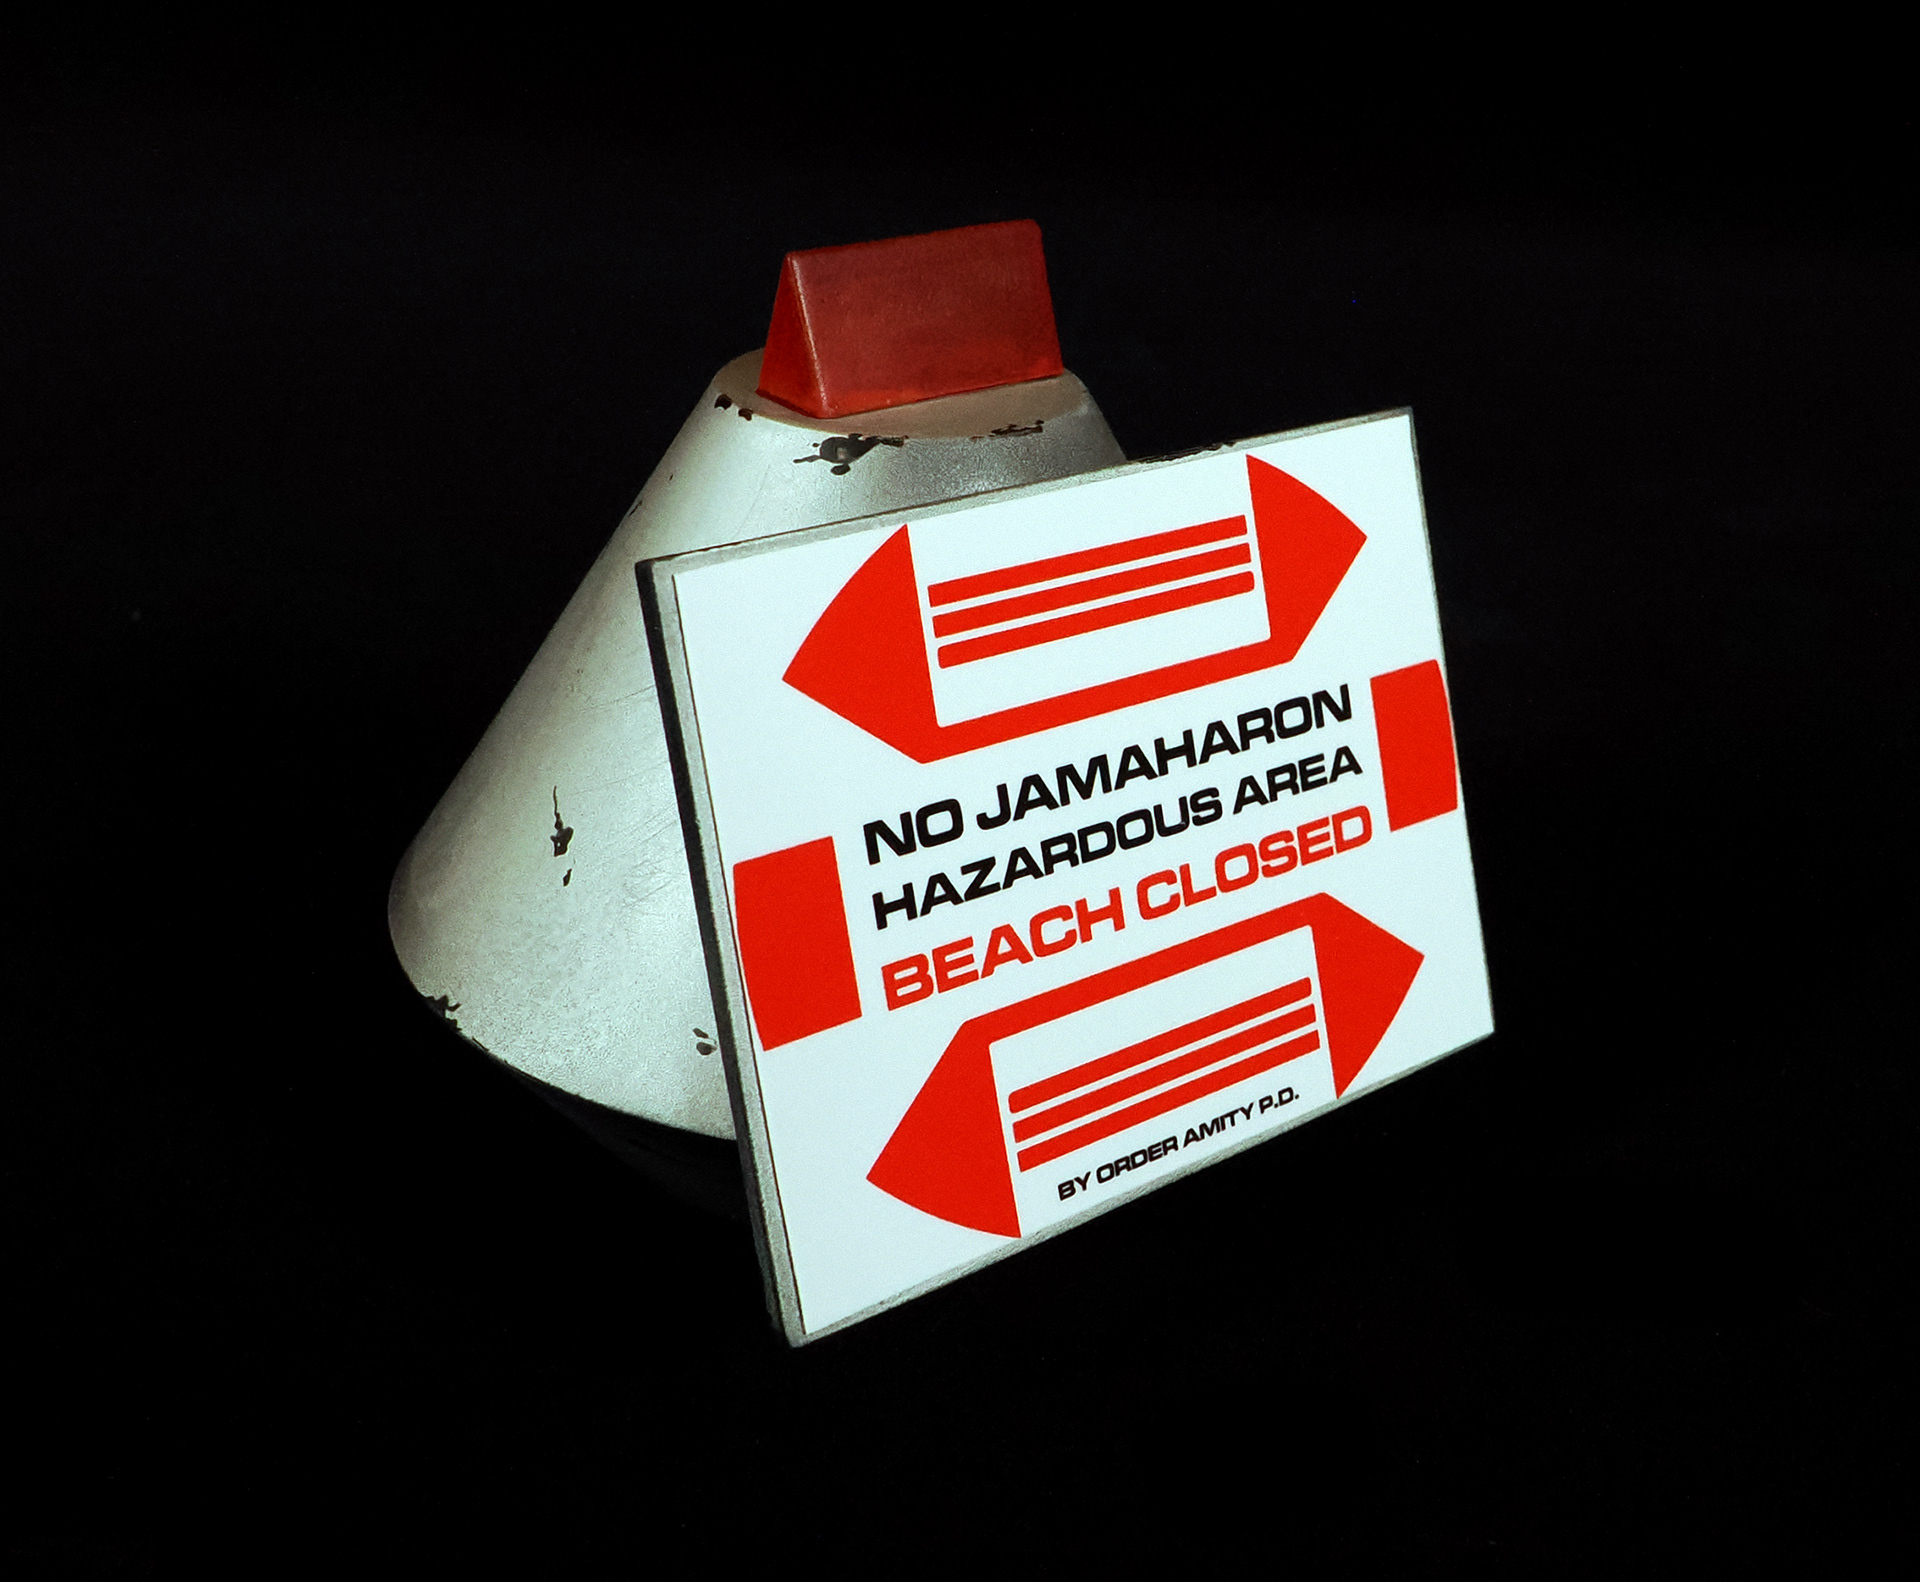 NO JAMAHARON
HAZARDOUS AREA
BEACH CLOSED
BY ORDER AMITY P.D.